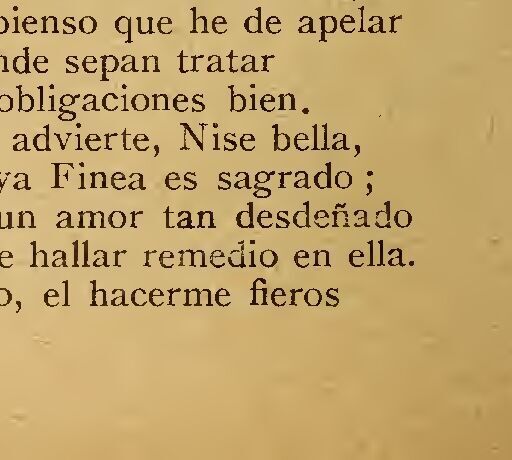 pienso que he de apelar
nde sepan tratar
obligaciones bien.
advierte, Nise bella,
ya Finea es sagrado;
un amor tan desdeñado
e hallar remedio en ella.
o, el hacerme fieros